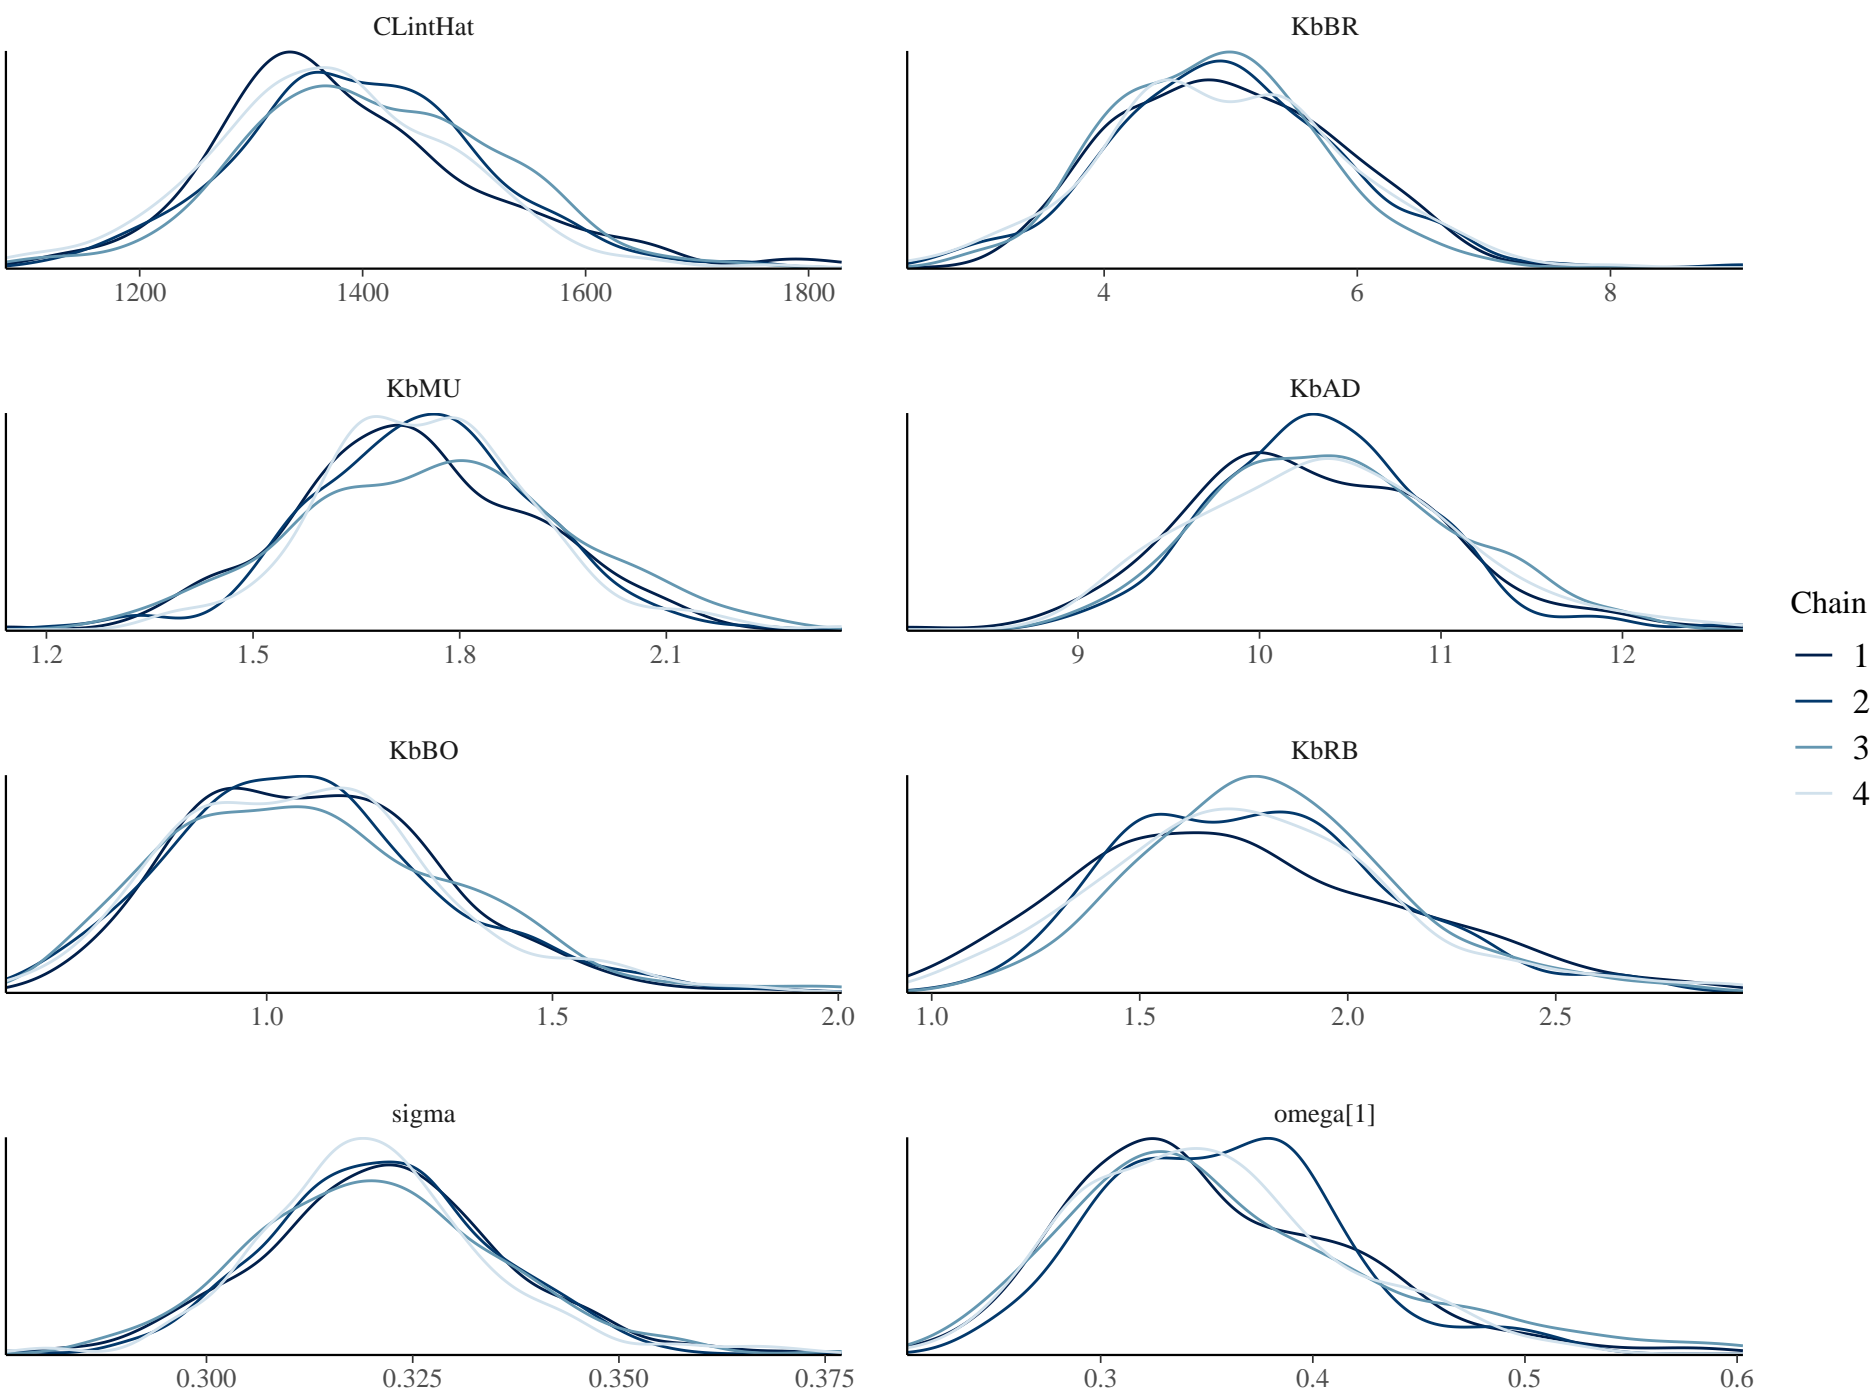 CLintHat
KbBR
1200 1400 1600 1800
4 6 8
KbMU
KbAD
1.2 1.5 1.8 2.1
9 10 11 12
Chain
1
2
3
4
KbBO
KbRB
1.0 1.5 2.0
1.0 1.5 2.0 2.5
sigma
omega[1]
0.300 0.325 0.350 0.375
0.3 0.4 0.5 0.6